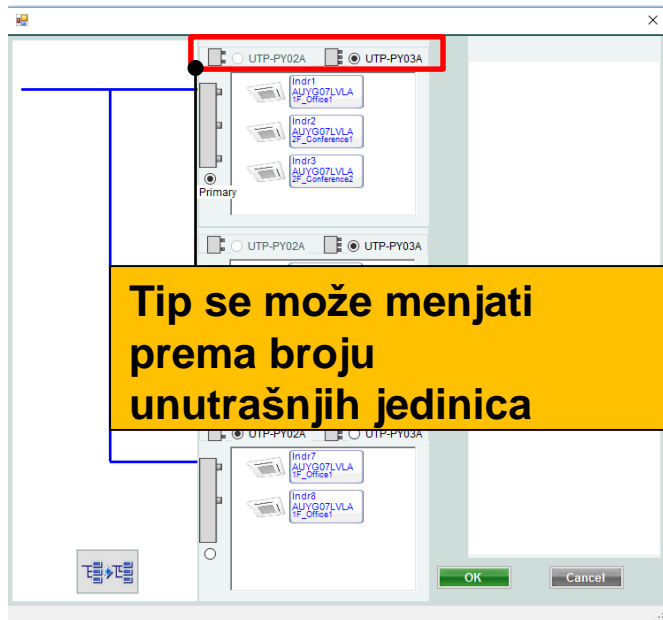 UTP-PY02A UTP-PY03A
Indr1
AUYG07LVLA
1F_Office1
Indr2
AUYG07LVLA
2F_Conference1
Indr3
AUYG07LVLA
2F_Conference2
Primary
UTP-PY02A UTP-PY03A
Tip se može menjati
prema broju
unutrašnjih jedinica
UTP-PY02A UTP-PY03A
Indr7
AUYG07LVLA
1F_Office1
Indr8
AUYG07LVLA
1F_Office1
OK Cancel